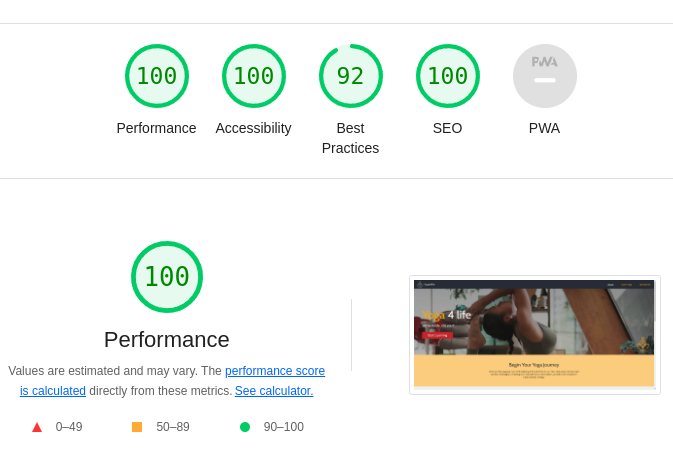 100 100 92 100 PWA
Performance Accessibility Best SEO PWA
Practices
100
Performance
Values are estimated and may vary. The performance score
is calculated directly from these metrics. See calculator.
0–49 50–89 90–100
Yoga 4 life
Begin Your Yoga Journey